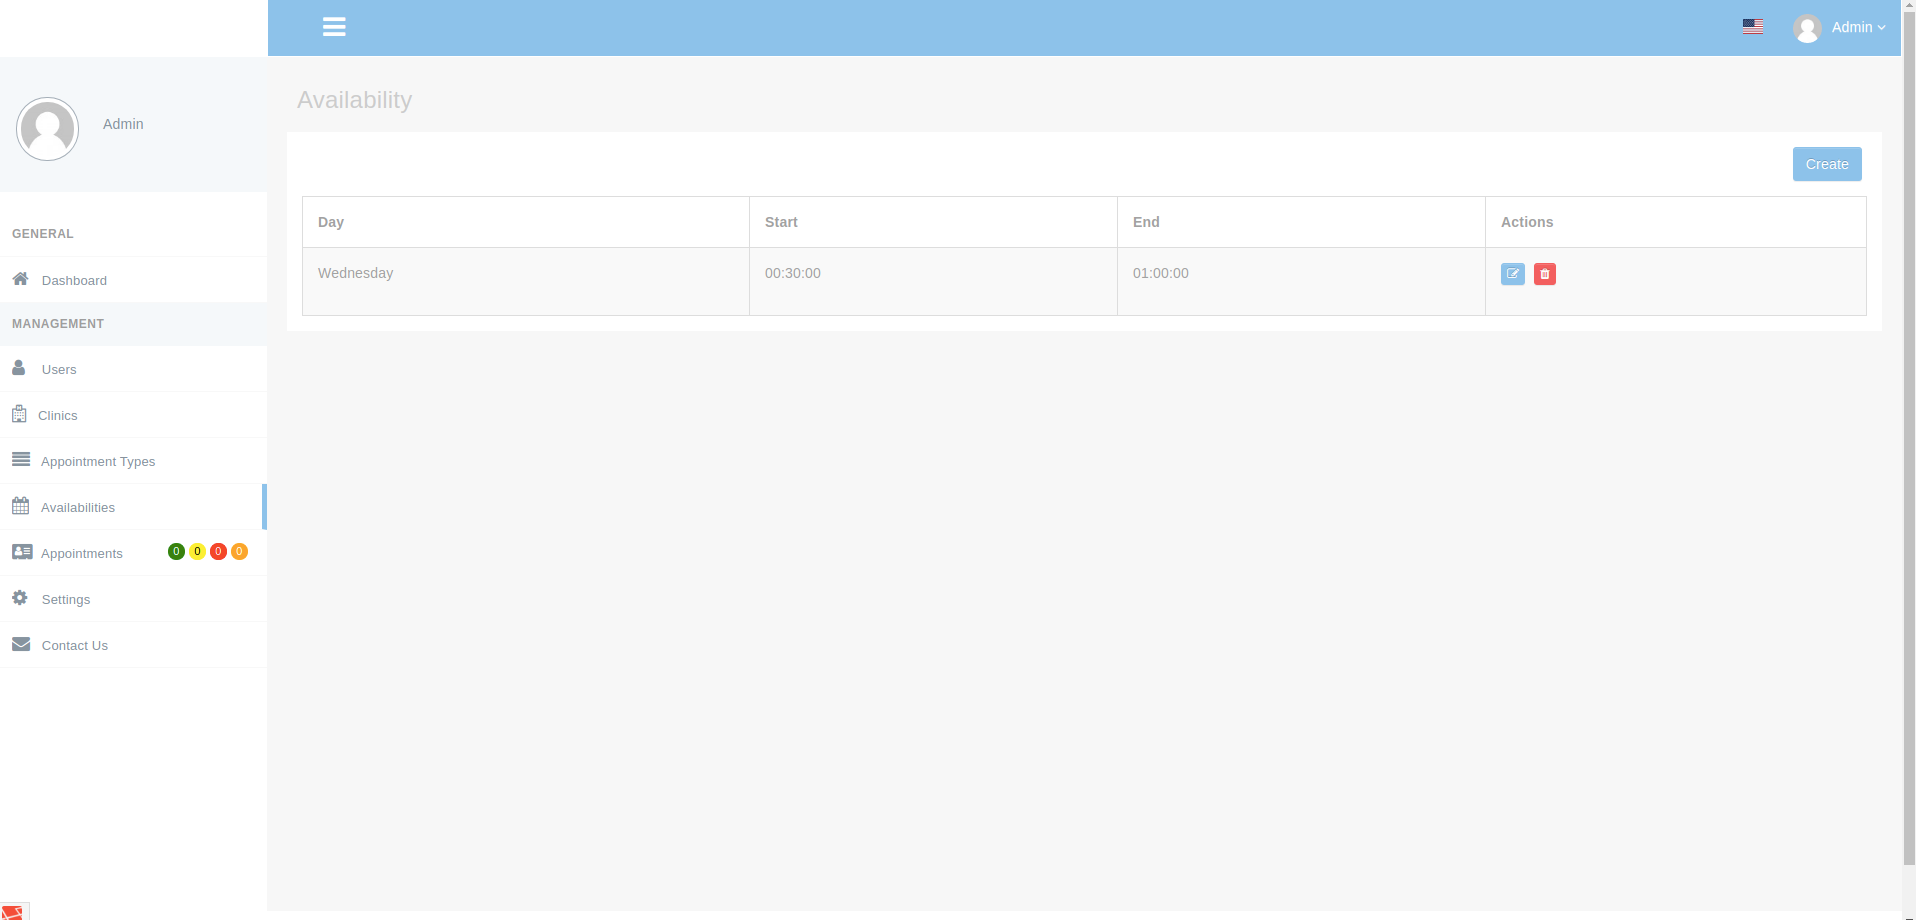 Admin
Admin
GENERAL
Dashboard
MANAGEMENT
Users
Clinics
Appointment Types
Availabilities
Appointments 0 0 0 0
Settings
Contact Us
Availability
Create
Day Start End Actions
Wednesday 00:30:00 01:00:00